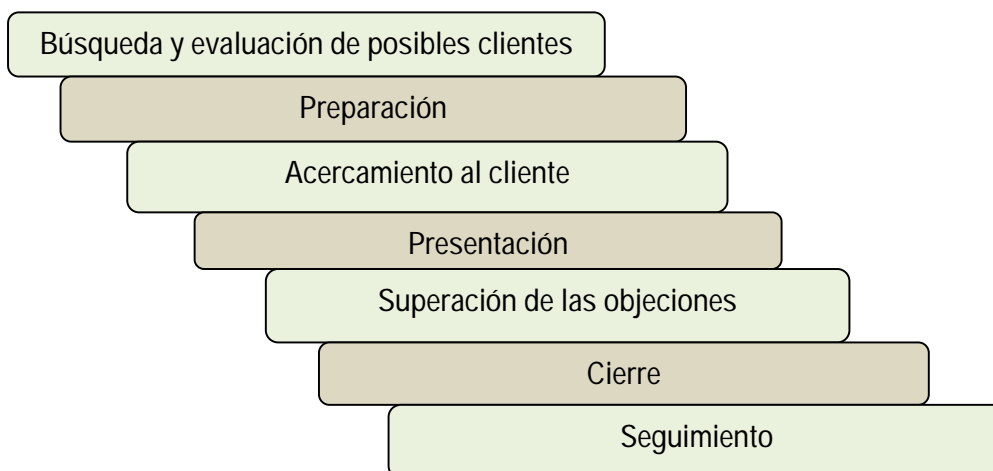 Búsqueda y evaluación de posibles clientes
Preparación
Acercamiento al cliente
Presentación
Superación de las objeciones
Cierre
Seguimiento